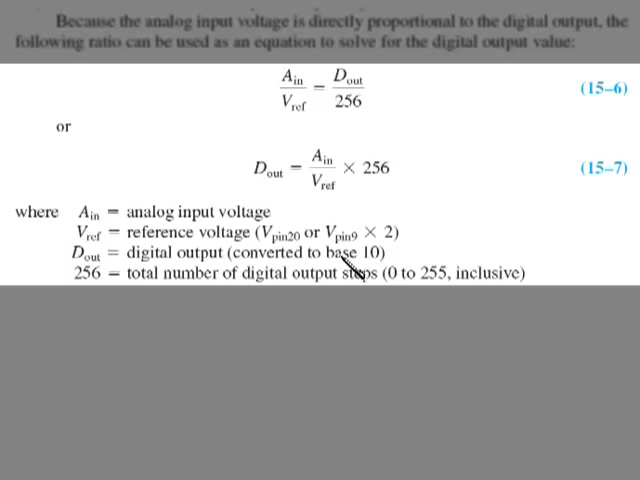 Because the analog input voltage is directly proportional to the digital output, the
following ratio can be used as an equation to solve for the digital output value:
A_in / V_ref = D_out / 256 (15–6)
or
D_out = A_in / V_ref × 256 (15–7)
where A_in = analog input voltage
V_ref = reference voltage (V_pin20 or V_pin9 × 2)
D_out = digital output (converted to base 10)
256 = total number of digital output steps (0 to 255, inclusive)